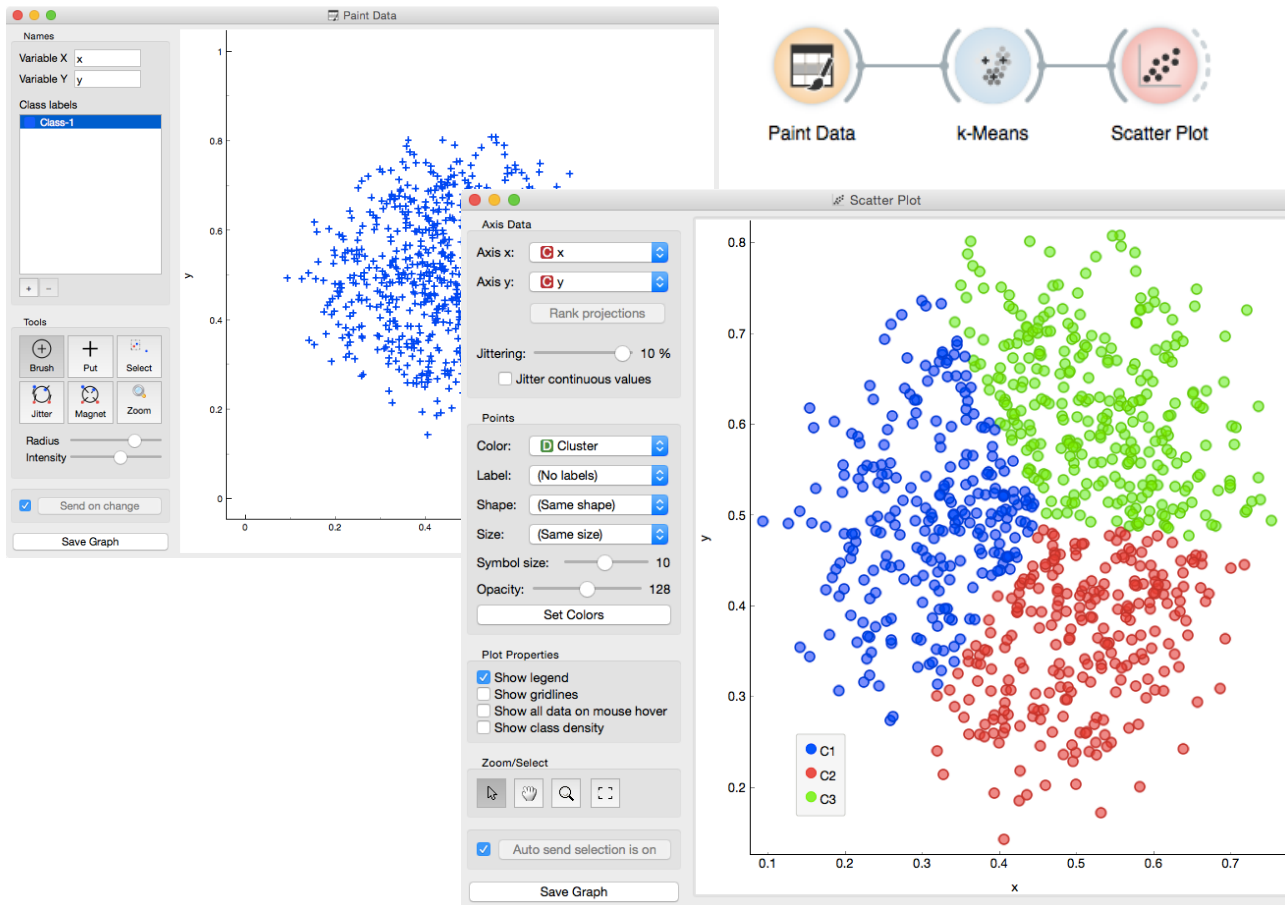 Paint Data
Names
Variable X x
Variable Y y
Class labels
Class-1
+ −
Tools
Brush Put Select
Jitter Magnet Zoom
Radius
Intensity
Send on change
Save Graph
1
0.8
0.6
0.4
0.2
0
y
0 0.2 0.4
Paint Data k-Means Scatter Plot
Scatter Plot
Axis Data
Axis x: C x
Axis y: C y
Rank projections
Jittering: 10 %
Jitter continuous values
Points
Color: D Cluster
Label: (No labels)
Shape: (Same shape)
Size: (Same size)
Symbol size: 10
Opacity: 128
Set Colors
Plot Properties
Show legend
Show gridlines
Show all data on mouse hover
Show class density
Zoom/Select
Auto send selection is on
Save Graph
0.8
0.7
0.6
0.5
0.4
0.3
0.2
y
C1
C2
C3
0.1 0.2 0.3 0.4 0.5 0.6 0.7
x